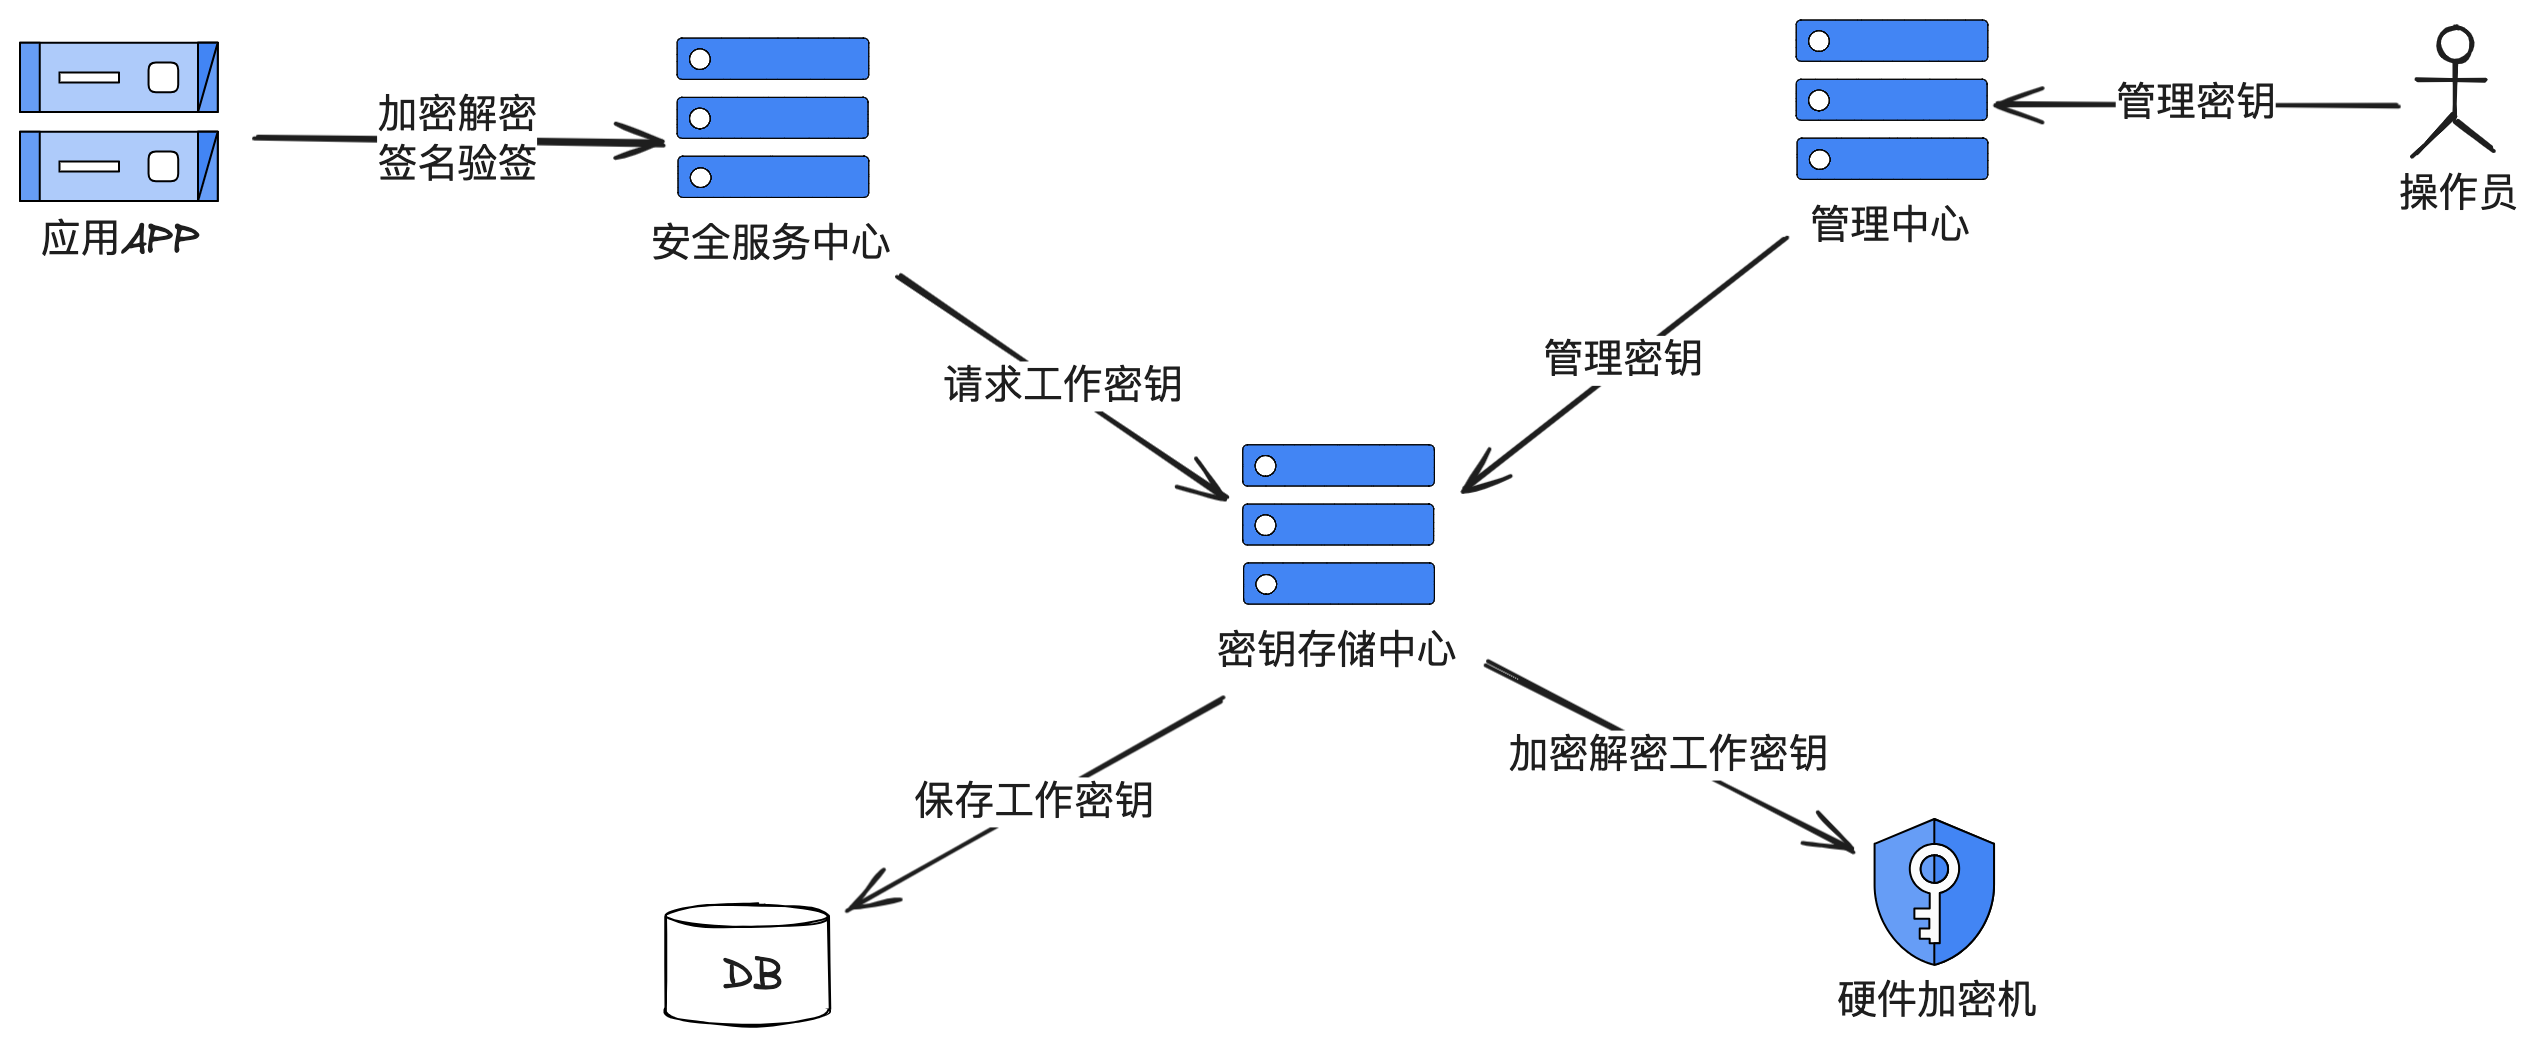 加密解密
签名验签
管理密钥
操作员
应用APP
安全服务中心
管理中心
请求工作密钥
管理密钥
密钥存储中心
加密解密工作密钥
保存工作密钥
DB
硬件加密机